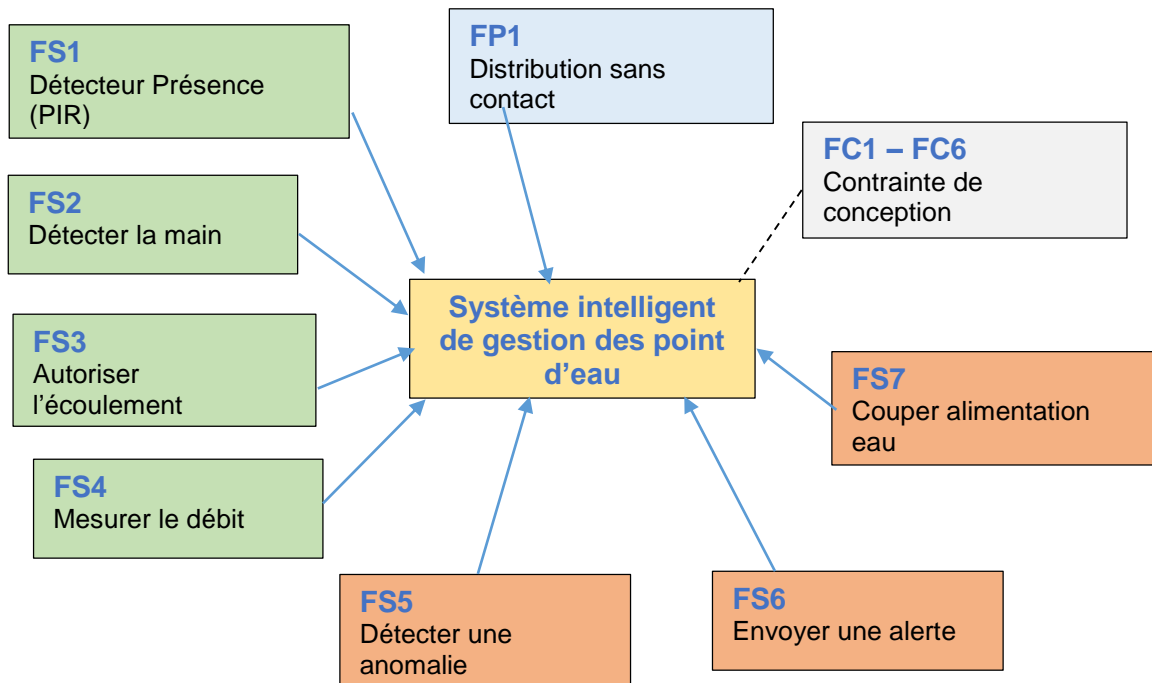 FS1
Détecteur Présence
(PIR)
FP1
Distribution sans
contact
FC1 – FC6
Contrainte de
conception
FS2
Détecter la main
Système intelligent
de gestion des point
d'eau
FS3
Autoriser
l'écoulement
FS7
Couper alimentation
eau
FS4
Mesurer le débit
FS5
Détecter une
anomalie
FS6
Envoyer une alerte